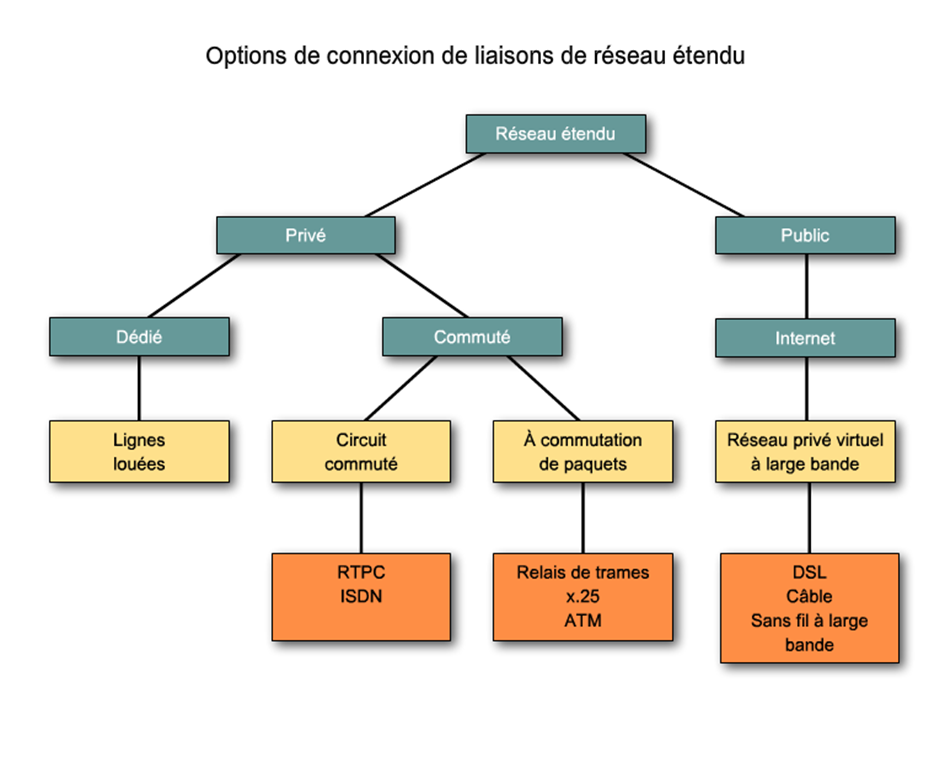 Options de connexion de liaisons de réseau étendu
Réseau étendu
Privé
Public
Dédié
Commuté
Internet
Lignes
louées
Circuit
commuté
À commutation
de paquets
Réseau privé virtuel
à large bande
RTPC
ISDN
Relais de trames
x.25
ATM
DSL
Câble
Sans fil à large
bande